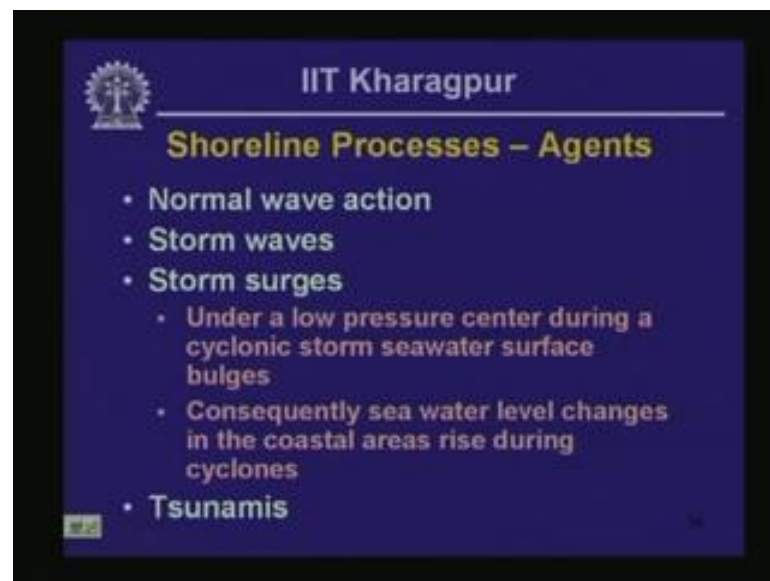 IIT Kharagpur
Shoreline Processes – Agents
• Normal wave action
• Storm waves
• Storm surges
• Under a low pressure center during a
cyclonic storm seawater surface
bulges
• Consequently sea water level changes
in the coastal areas rise during
cyclones
• Tsunamis